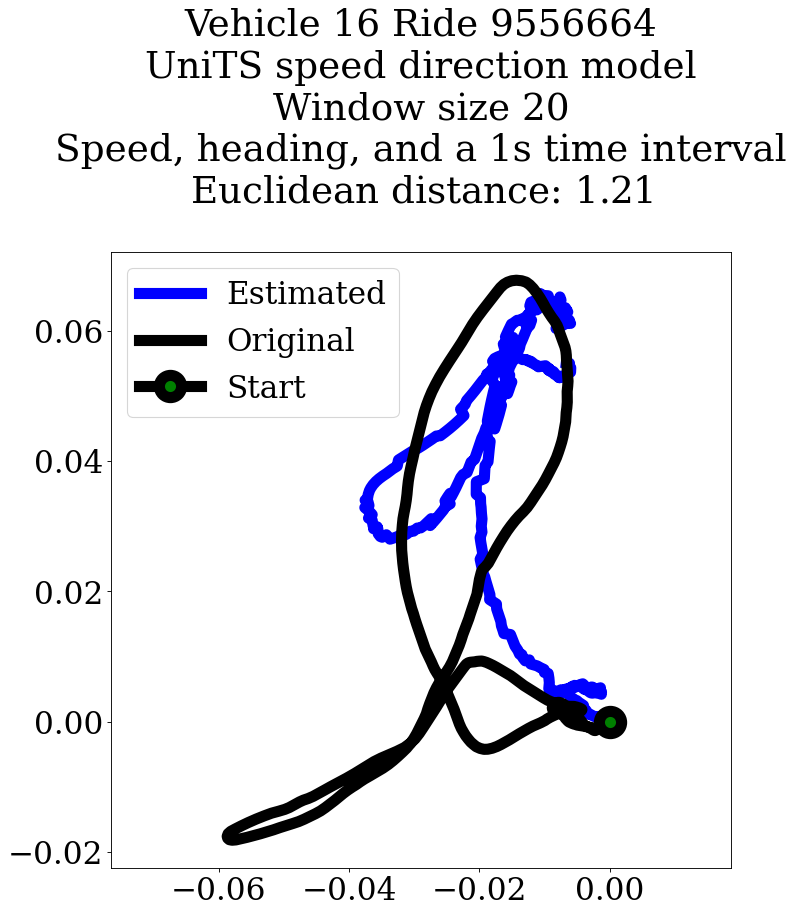 Vehicle 16 Ride 9556664
UniTS speed direction model
Window size 20
Speed, heading, and a 1s time interval
Euclidean distance: 1.21
Estimated
Original
Start
0.06
0.04
0.02
0.00
−0.02
−0.06
−0.04
−0.02
0.00